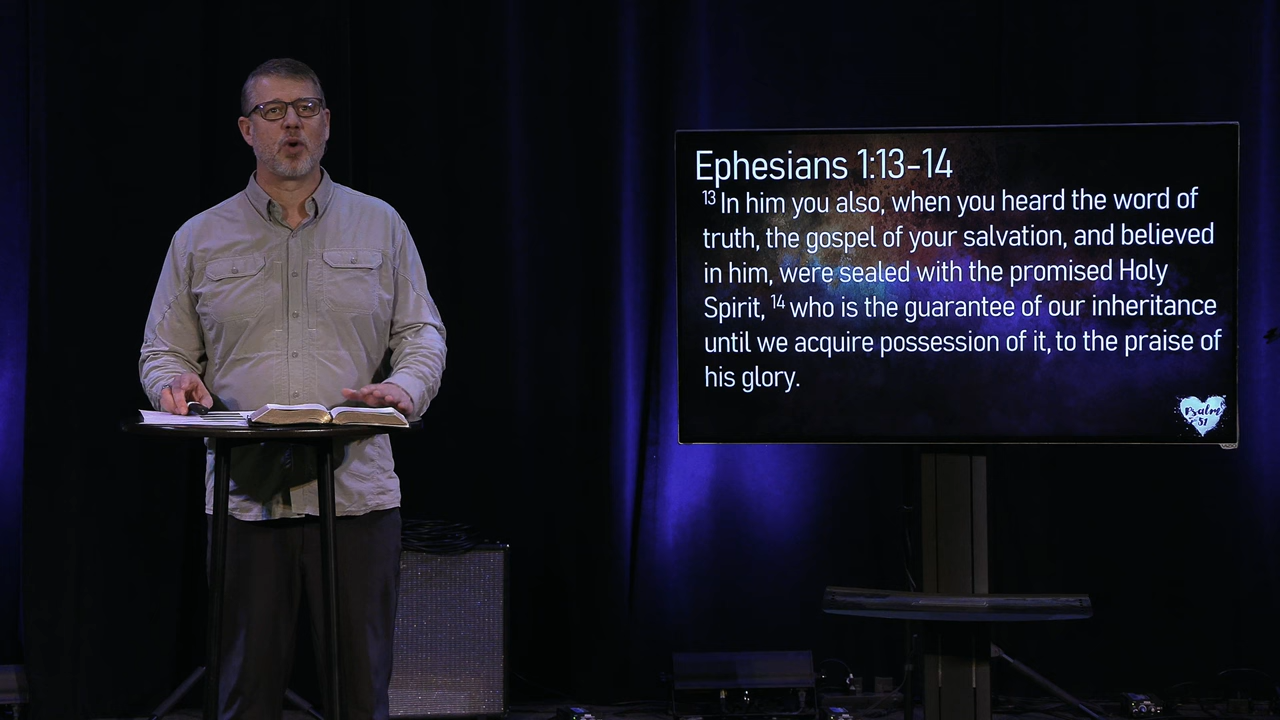 Ephesians 1:13-14
13 In him you also, when you heard the word of
truth, the gospel of your salvation, and believed
in him, were sealed with the promised Holy
Spirit, 14 who is the guarantee of our inheritance
until we acquire possession of it, to the praise of
his glory.
Psalm
51